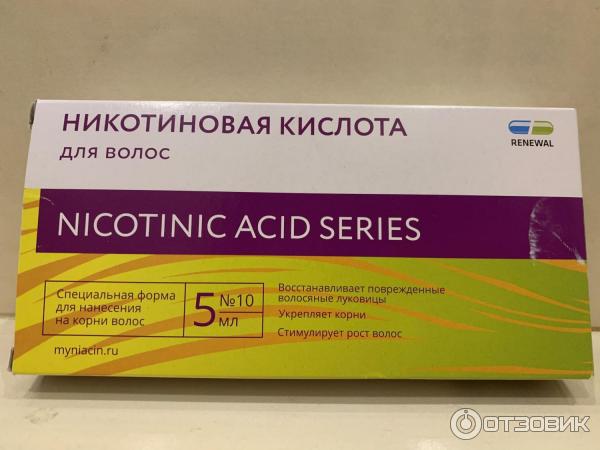 НИКОТИНОВАЯ КИСЛОТА
ДЛЯ ВОЛОС
RENEWAL
NICOTINIC ACID SERIES
Специальная форма
для нанесения
на корни волос
5 №10
мл
Восстанавливает поврежденные
волосяные луковицы
Укрепляет корни
Стимулирует рост волос
myniacin.ru
ОТЗОВИК